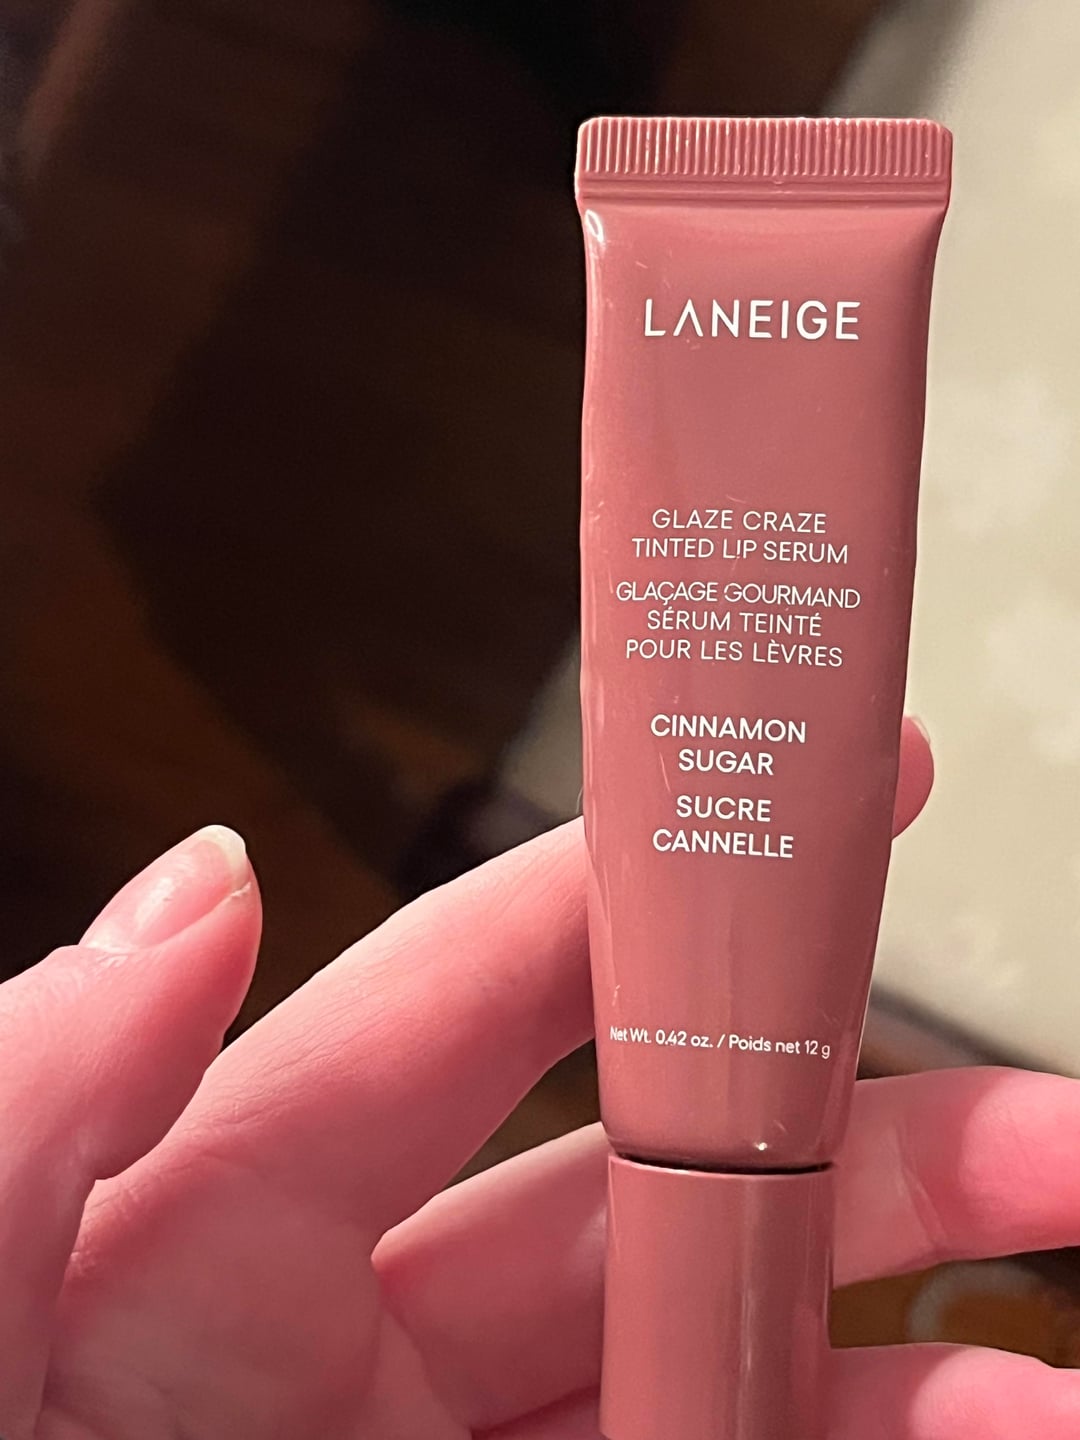 LANEIGE
GLAZE CRAZE
TINTED LIP SERUM
GLAÇAGE GOURMAND
SÉRUM TEINTÉ
POUR LES LÈVRES
CINNAMON
SUGAR
SUCRE
CANNELLE
Net Wt. 0.42 oz. / Poids net 12 g